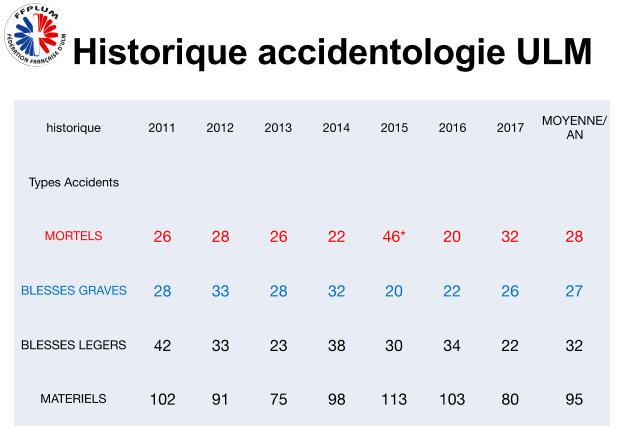 FFPLUM
FÉDÉRATION FRANÇAISE D'ULM
Historique accidentologie ULM
historique 2011 2012 2013 2014 2015 2016 2017 MOYENNE/
AN
Types Accidents
MORTELS 26 28 26 22 46* 20 32 28
BLESSES GRAVES 28 33 28 32 20 22 26 27
BLESSES LEGERS 42 33 23 38 30 34 22 32
MATERIELS 102 91 75 98 113 103 80 95